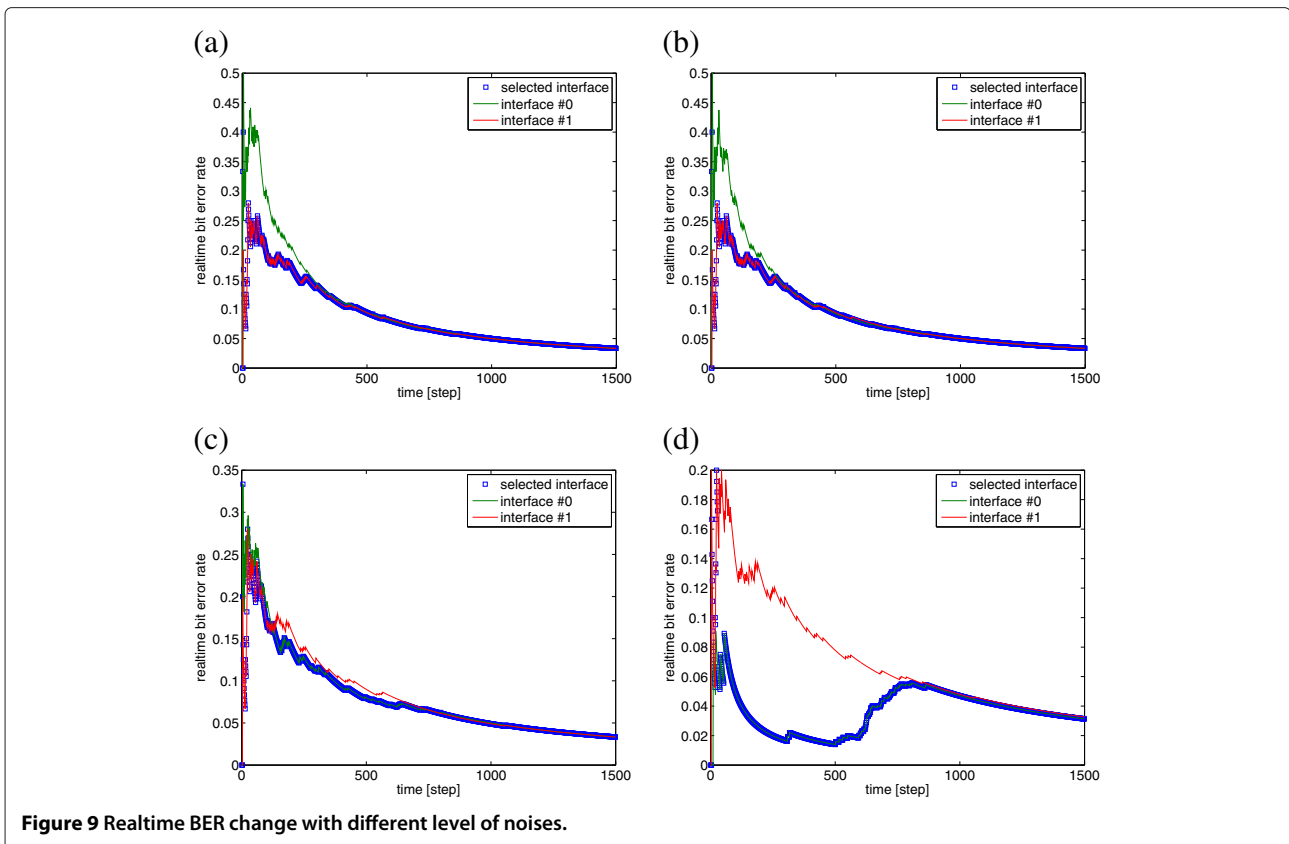 (a)
0.5
0.45
0.4
0.35
0.3
0.25
0.2
0.15
0.1
0.05
0
realtime bit error rate
selected interface
interface #0
interface #1
0
500
1000
1500
time [step]
(b)
0.5
0.45
0.4
0.35
0.3
0.25
0.2
0.15
0.1
0.05
0
realtime bit error rate
selected interface
interface #0
interface #1
0
500
1000
1500
time [step]
(c)
0.35
0.3
0.25
0.2
0.15
0.1
0.05
0
realtime bit error rate
selected interface
interface #0
interface #1
0
500
1000
1500
time [step]
(d)
0.2
0.18
0.16
0.14
0.12
0.1
0.08
0.06
0.04
0.02
0
realtime bit error rate
selected interface
interface #0
interface #1
0
500
1000
1500
time [step]
Figure 9 Realtime BER change with different level of noises.